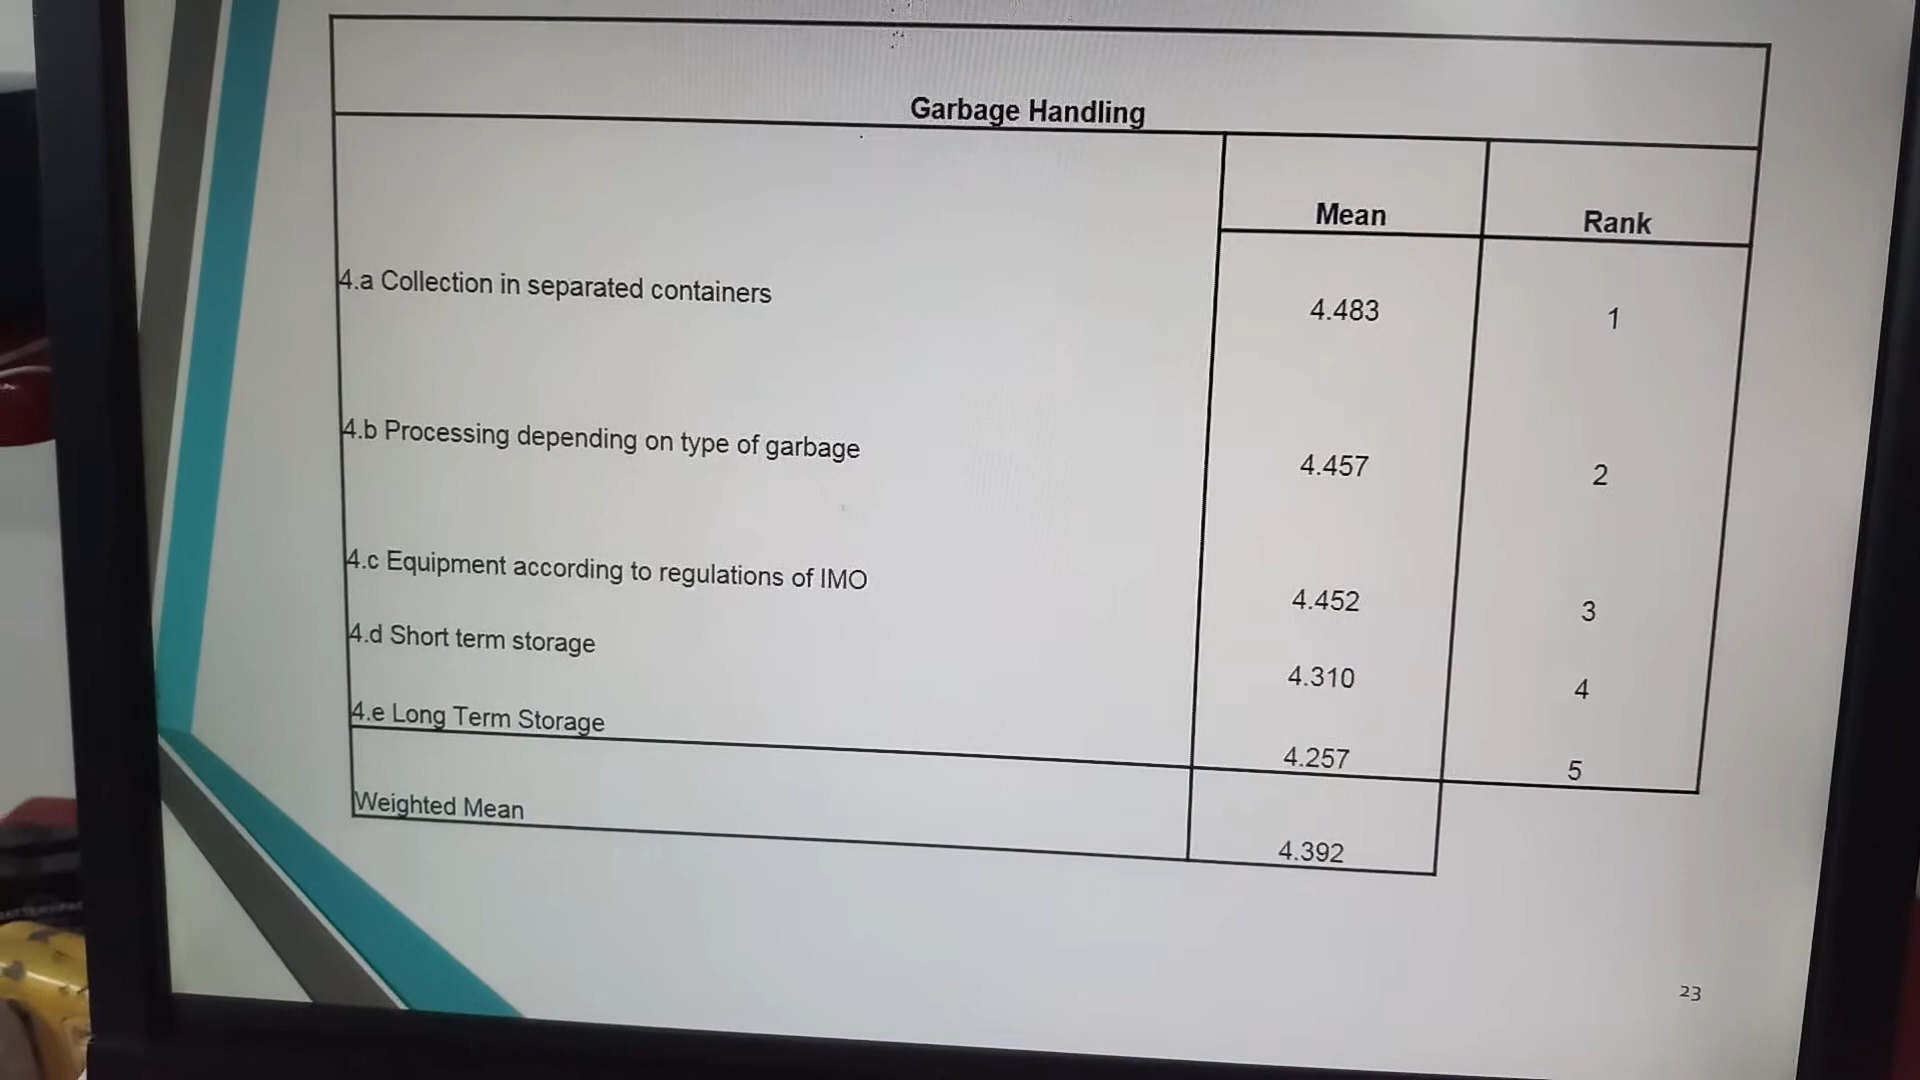 Garbage Handling
Mean Rank
4.a Collection in separated containers 4.483 1
4.b Processing depending on type of garbage 4.457 2
4.c Equipment according to regulations of IMO 4.452 3
4.d Short term storage 4.310 4
4.e Long Term Storage 4.257 5
Weighted Mean 4.392
23